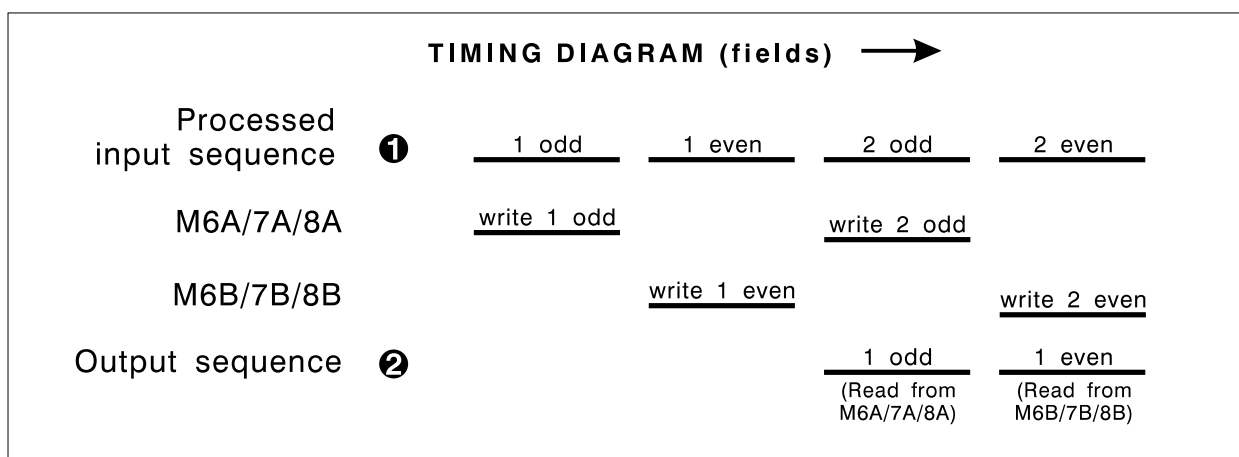 TIMING DIAGRAM (fields)
Processed
input sequence ❶ 1 odd 1 even 2 odd 2 even
M6A/7A/8A write 1 odd write 2 odd
M6B/7B/8B write 1 even write 2 even
Output sequence ❷ 1 odd 1 even
(Read from (Read from
M6A/7A/8A) M6B/7B/8B)